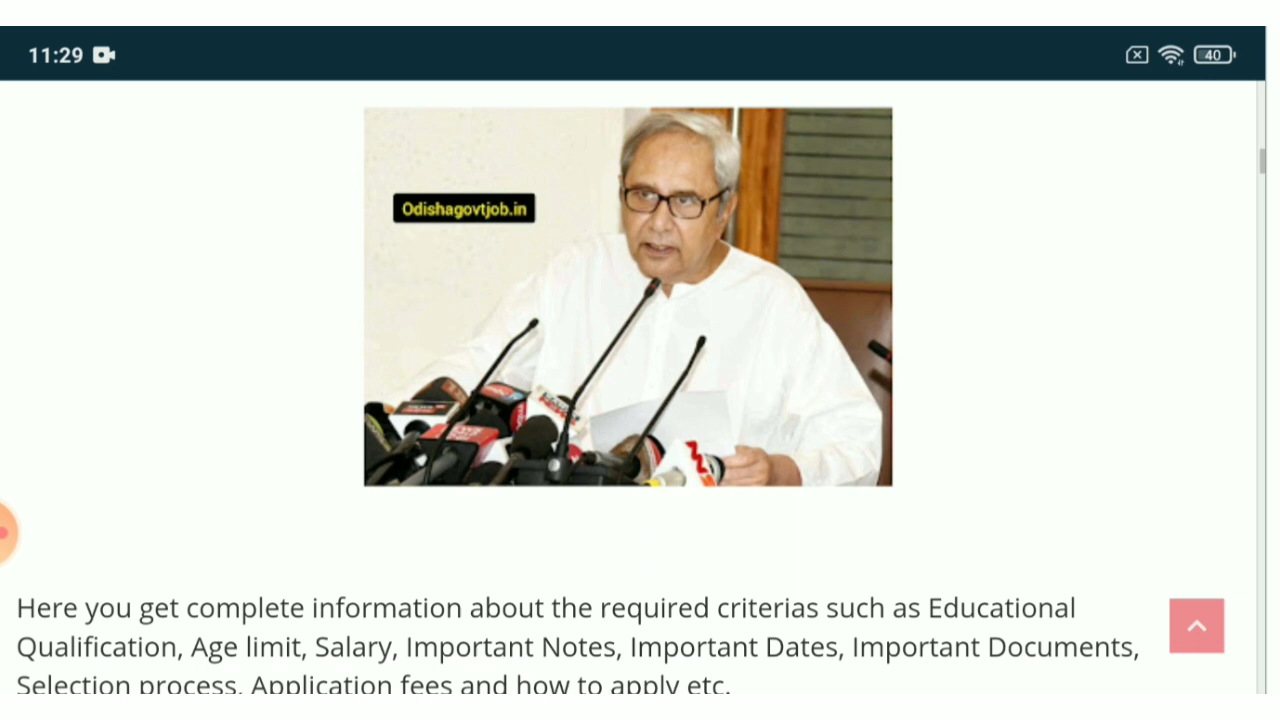 11:29
40
Odishagovtjob.in
Here you get complete information about the required criterias such as Educational
Qualification, Age limit, Salary, Important Notes, Important Dates, Important Documents,
Selection process, Application fees and how to apply etc.